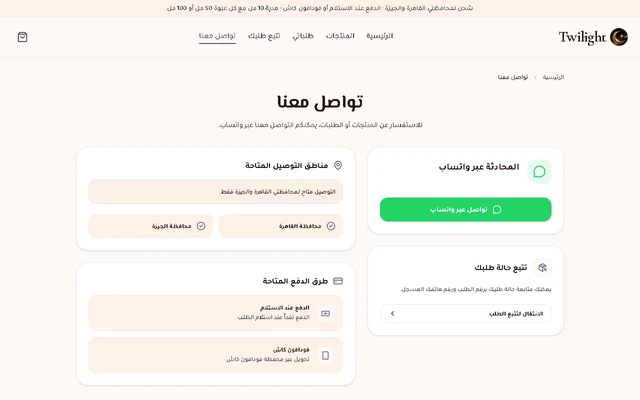 شحن لمحافظتي القاهرة والجيزة • الدفع عند الاستلام أو فودافون كاش • هدية 10 مل مع كل عبوة 50 مل أو 100 مل
Twilight
الرئيسية
المنتجات
طلباتي
تتبع طلبك
تواصل معنا
الرئيسية
تواصل معنا
تواصل معنا
للاستفسار عن المنتجات أو الطلبات، يمكنكم التواصل معنا عبر واتساب.
المحادثة عبر واتساب
تواصل عبر واتساب
تتبع حالة طلبك
يمكنك متابعة حالة طلبك برقم الطلب ورقم هاتفك المسجل.
الانتقال لتتبع الطلب
مناطق التوصيل المتاحة
التوصيل متاح لمحافظتي القاهرة والجيزة فقط.
محافظة القاهرة
محافظة الجيزة
طرق الدفع المتاحة
الدفع عند الاستلام
الدفع نقداً عند استلام الطلب
فودافون كاش
تحويل عبر محفظة فودافون كاش